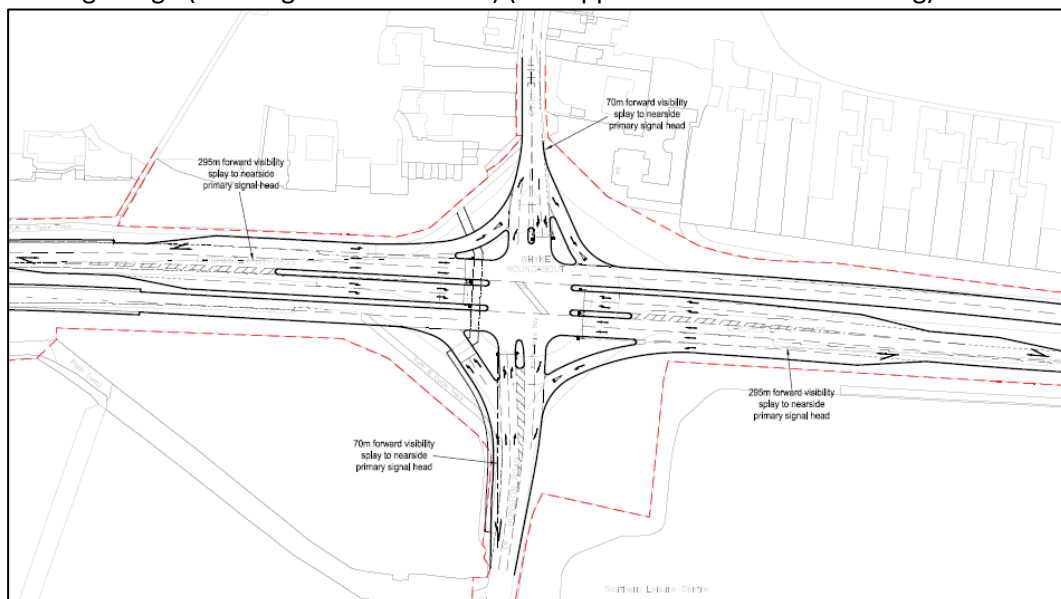 70m forward visibility
splay to nearside
primary signal head
295m forward visibility
splay to nearside
primary signal head
WHYKE
ROUNDABOUT
295m forward visibility
splay to nearside
primary signal head
70m forward visibility
splay to nearside
primary signal head
Southern Leisure Centre